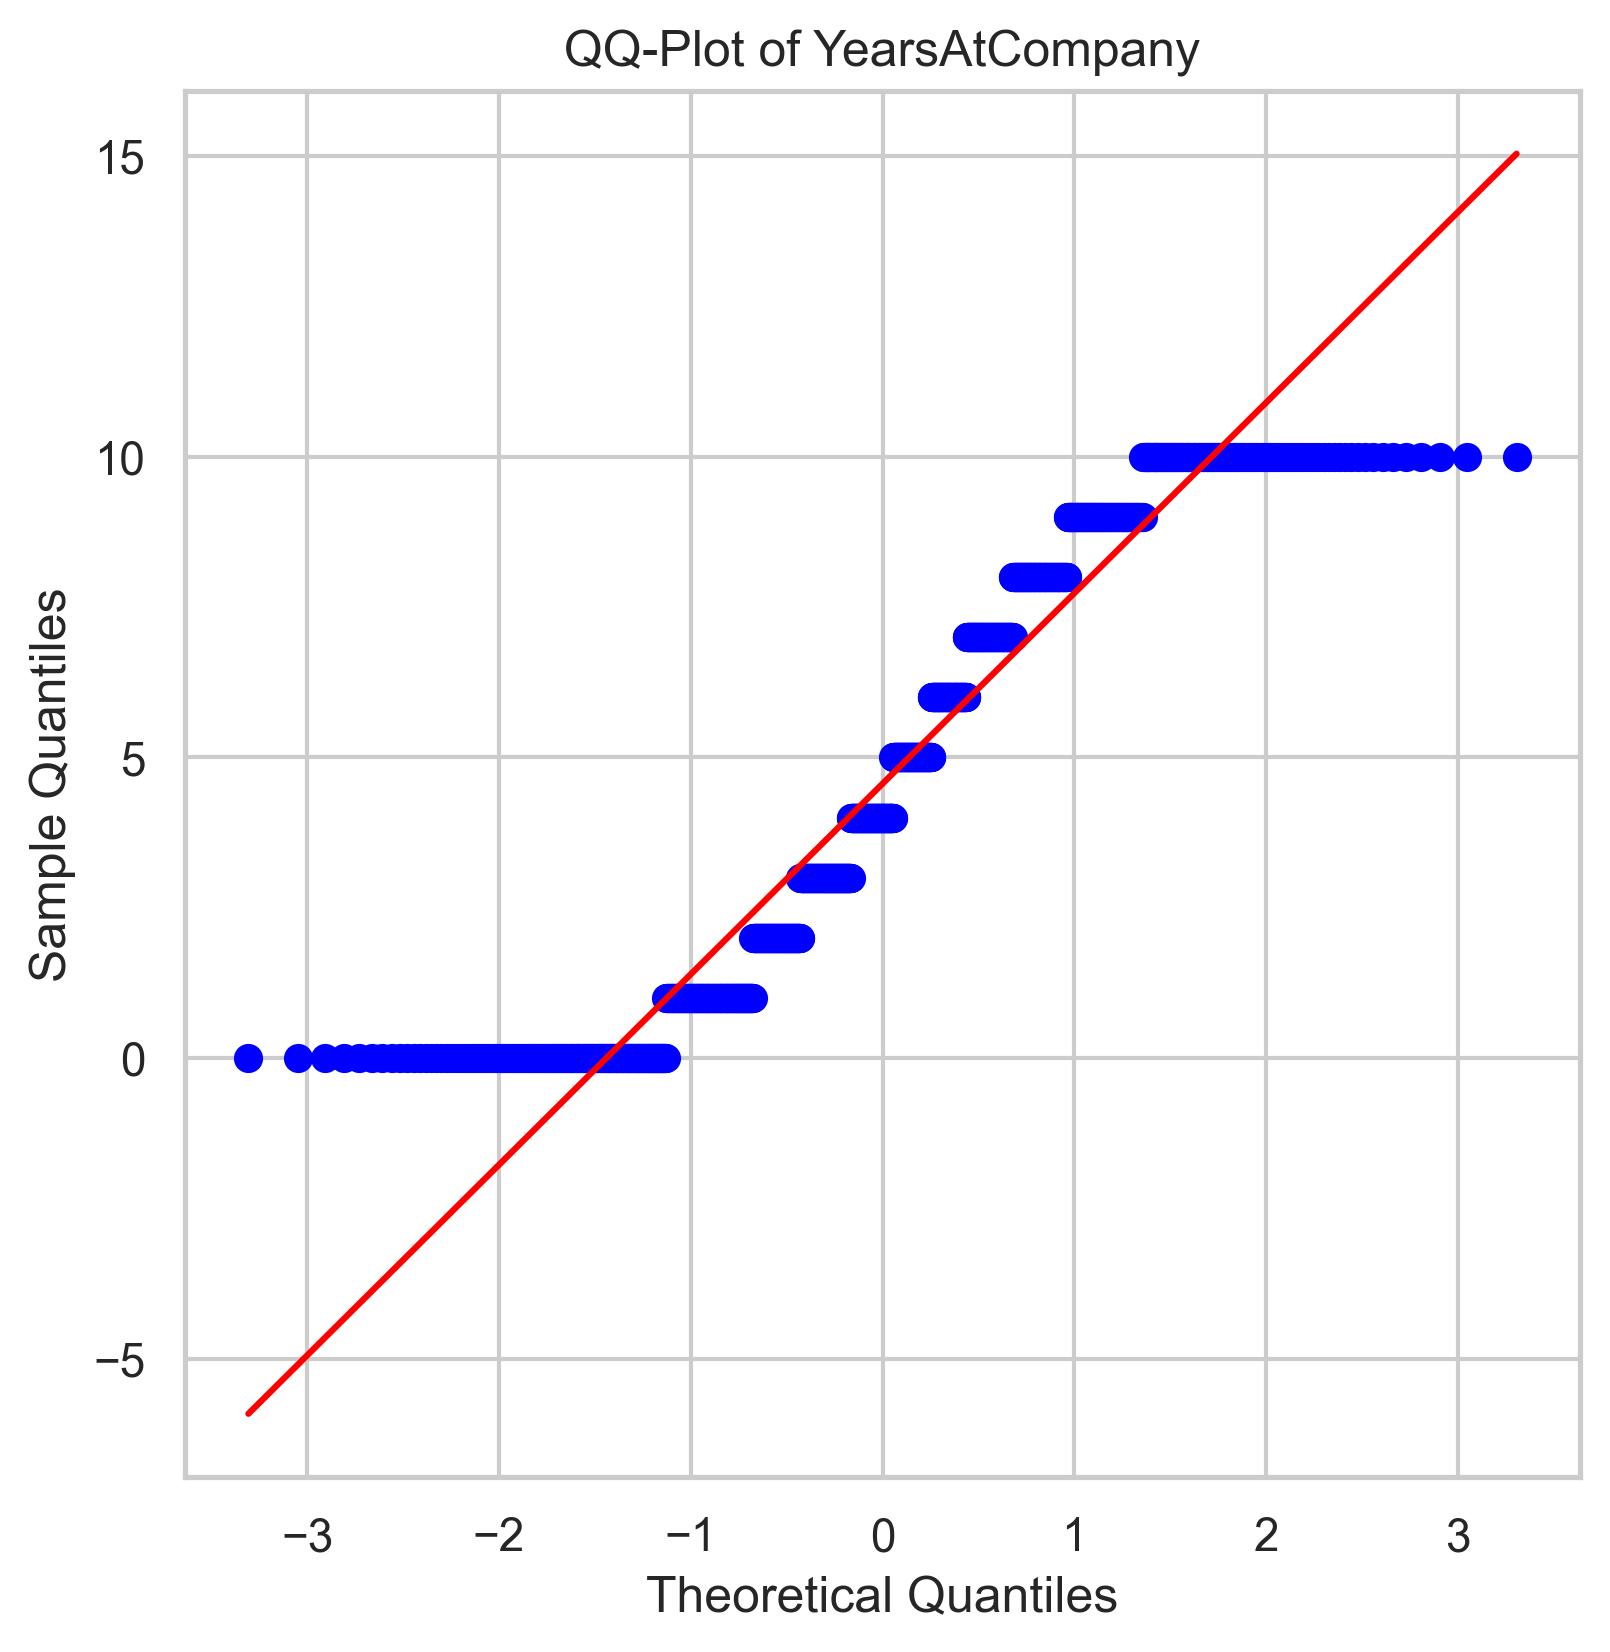 QQ-Plot of YearsAtCompany
15
10
5
0
−5
Sample Quantiles
−3 −2 −1 0 1 2 3
Theoretical Quantiles